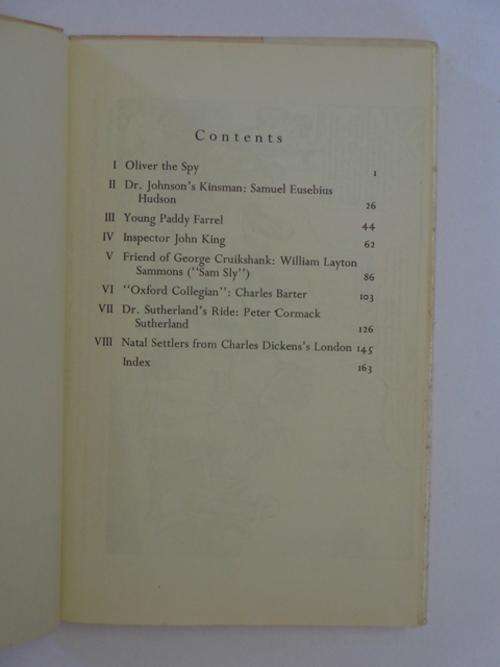 Contents
I Oliver the Spy 1
II Dr. Johnson's Kinsman: Samuel Eusebius
Hudson 26
III Young Paddy Farrel 44
IV Inspector John King 62
V Friend of George Cruikshank: William Layton
Sammons ("Sam Sly") 86
VI "Oxford Collegian": Charles Barter 103
VII Dr. Sutherland's Ride: Peter Cormack
Sutherland 126
VIII Natal Settlers from Charles Dickens's London 145
Index 163